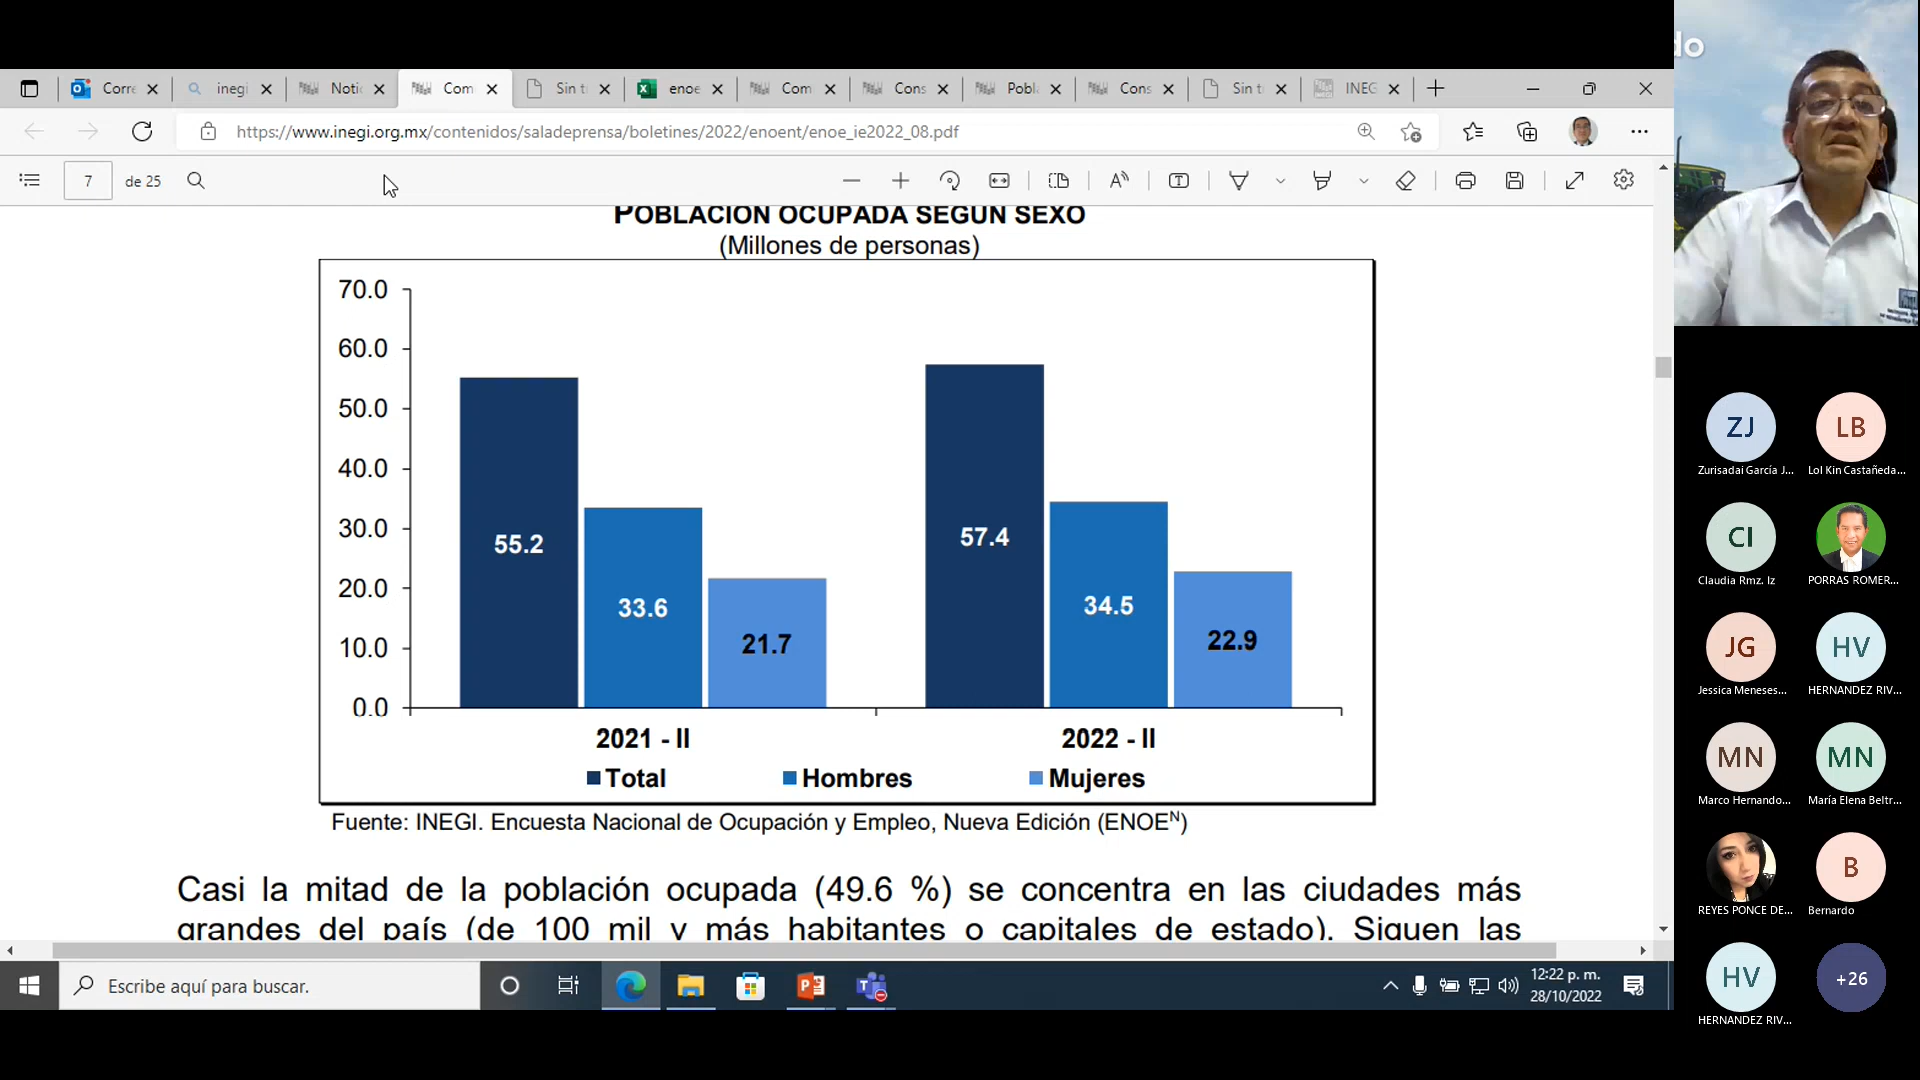 do
Corre
inegi
Notic
Com
Sin t
enoe
Com
Cons
Pobla
Cons
Sin t
INEG
https://www.inegi.org.mx/contenidos/saladeprensa/boletines/2022/enoent/enoe_ie2022_08.pdf
7 de 25
POBLACIÓN OCUPADA SEGÚN SEXO
(Millones de personas)
70.0
60.0
50.0
40.0
30.0
20.0
10.0
0.0
55.2
33.6
21.7
57.4
34.5
22.9
2021 - II
2022 - II
Total Hombres Mujeres
Fuente: INEGI. Encuesta Nacional de Ocupación y Empleo, Nueva Edición (ENOEᴺ)
Casi la mitad de la población ocupada (49.6 %) se concentra en las ciudades más
grandes del país (de 100 mil y más habitantes o capitales de estado). Siguen las
Escribe aquí para buscar.
12:22 p. m.
28/10/2022
ZJ
Zurisadai García J...
LB
Lol Kin Castañeda...
CI
Claudia Rmz. Iz
PORRAS ROMER...
JG
Jessica Meneses...
HV
HERNANDEZ RIV...
MN
Marco Hernando...
MN
María Elena Beltr...
REYES PONCE DE...
B
Bernardo
HV
HERNANDEZ RIV...
+26